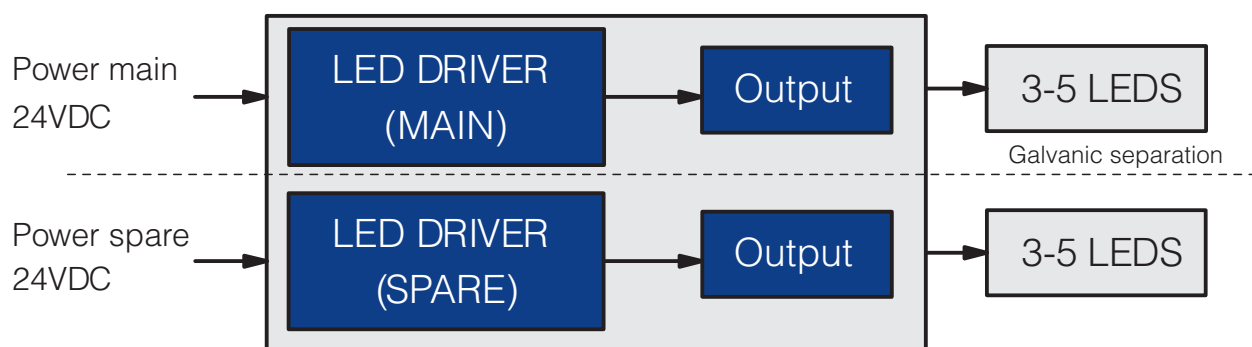 Power main
24VDC
LED DRIVER
(MAIN)
Output
3-5 LEDS
Galvanic separation
Power spare
24VDC
LED DRIVER
(SPARE)
Output
3-5 LEDS